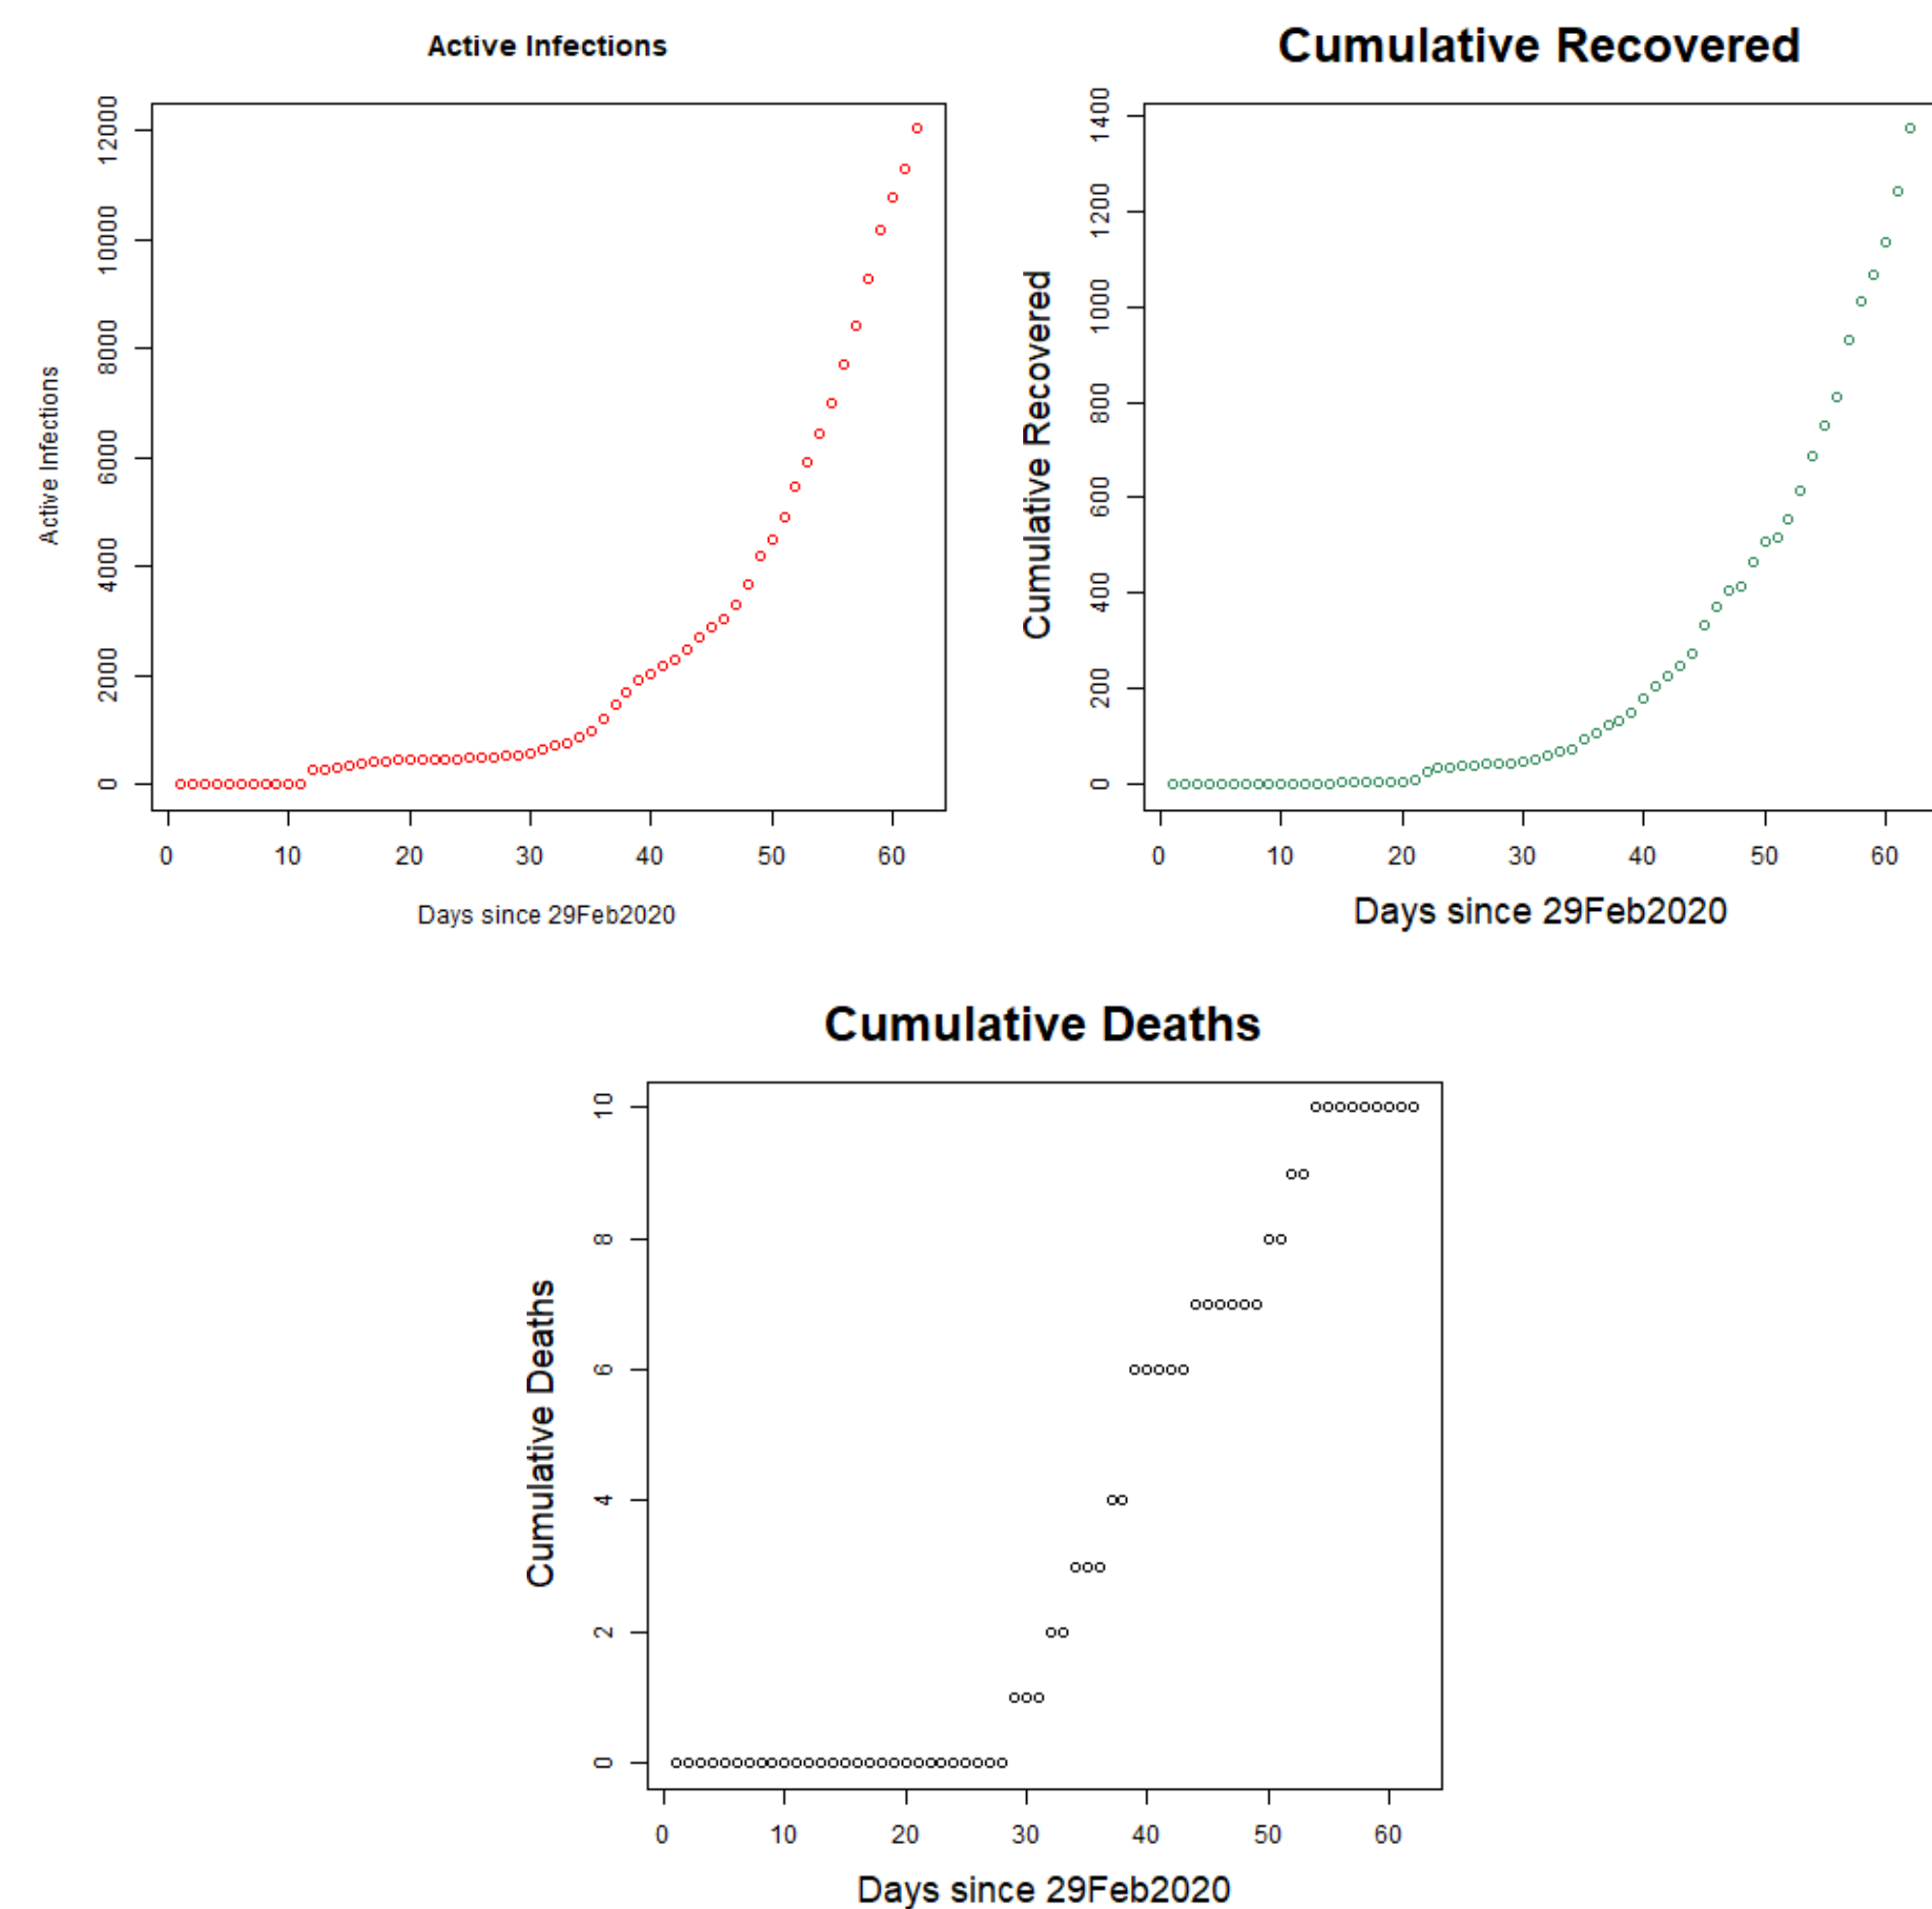 Active Infections
Active Infections
12000
10000
8000
6000
4000
2000
0
0 10 20 30 40 50 60
Days since 29Feb2020
Cumulative Recovered
Cumulative Recovered
1400
1200
1000
800
600
400
200
0
0 10 20 30 40 50 60
Days since 29Feb2020
Cumulative Deaths
Cumulative Deaths
10
8
6
4
2
0
0 10 20 30 40 50 60
Days since 29Feb2020